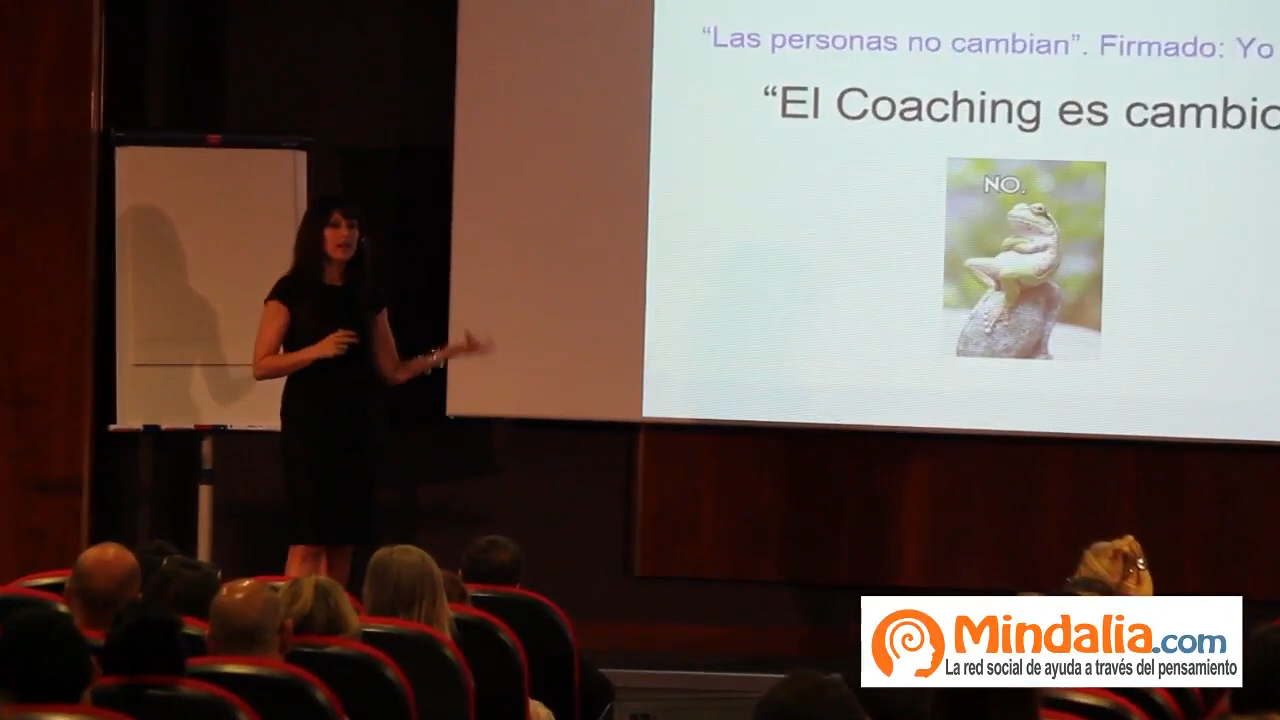 “Las personas no cambian”. Firmado: Yo
“El Coaching es cambio
NO.
Mindalia.com
La red social de ayuda a través del pensamiento